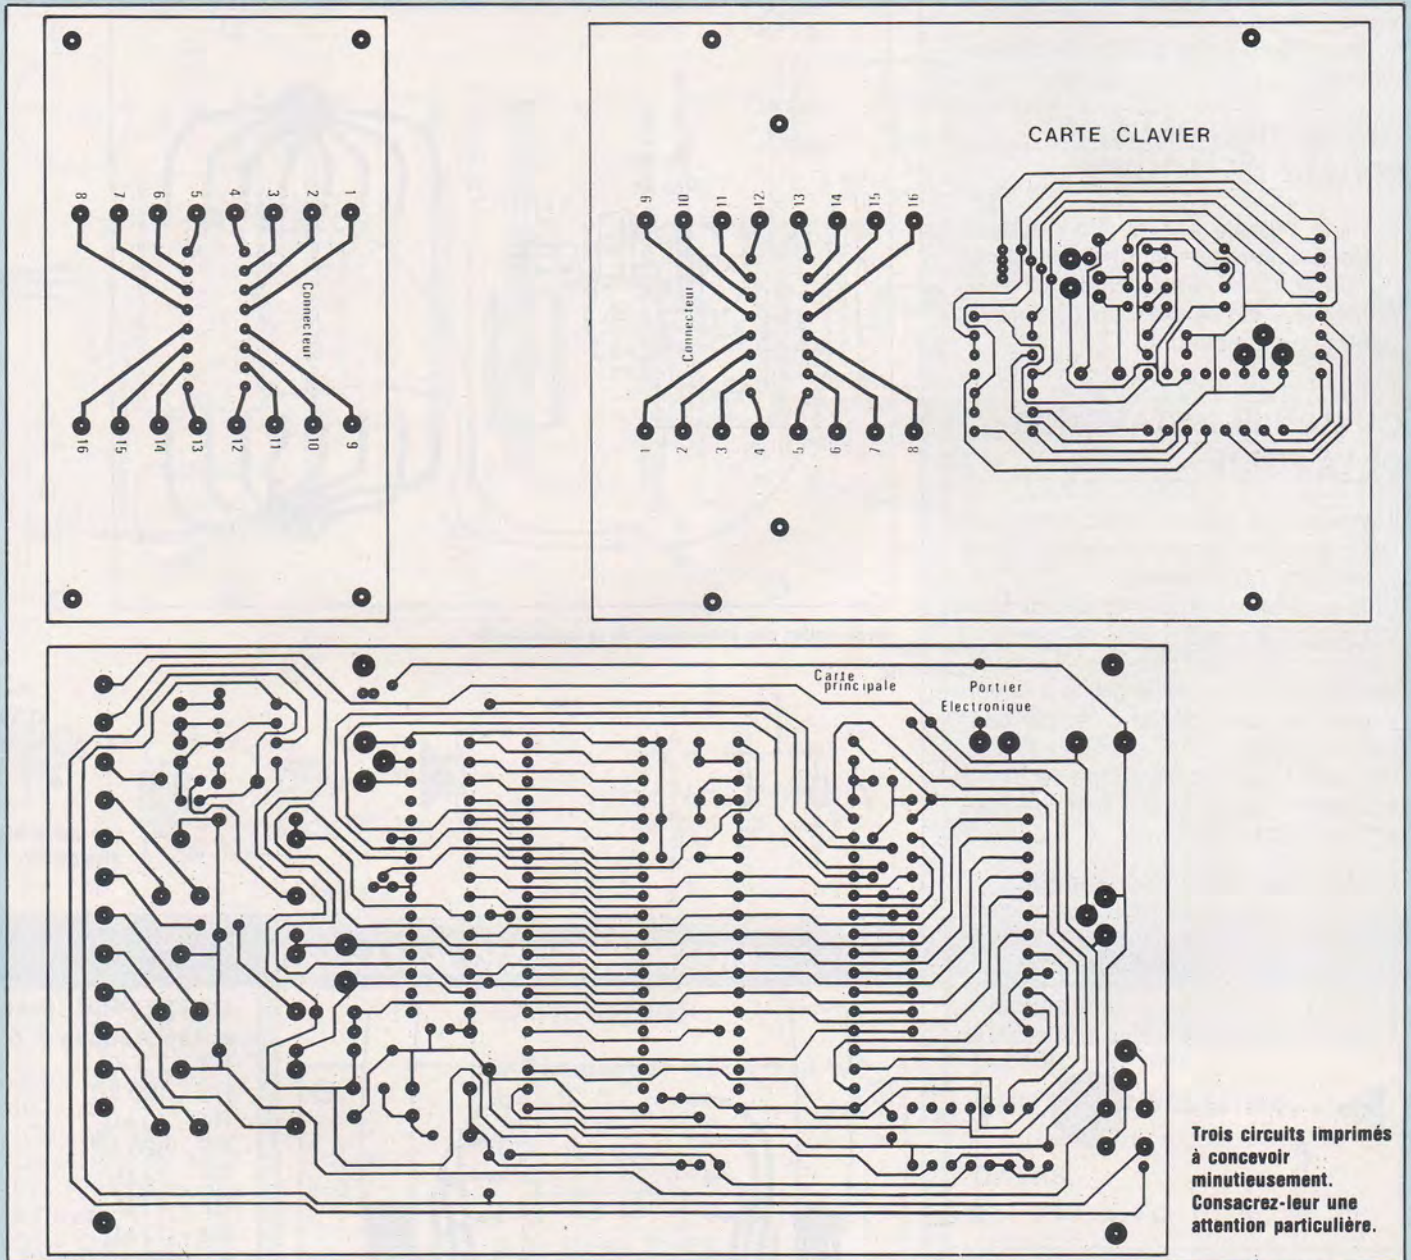 8 7 6 5 4 3 2 1
Connecteur
16 15 14 13 12 11 10 9
9 10 11 12. 13 14 15 16
Connecteur
1 2 3 4 5 6 7 8
CARTE CLAVIER
Carte
principale
Portier
Electronique
Trois circuits imprimés
à concevoir
minutieusement.
Consacrez-leur une
attention particulière.